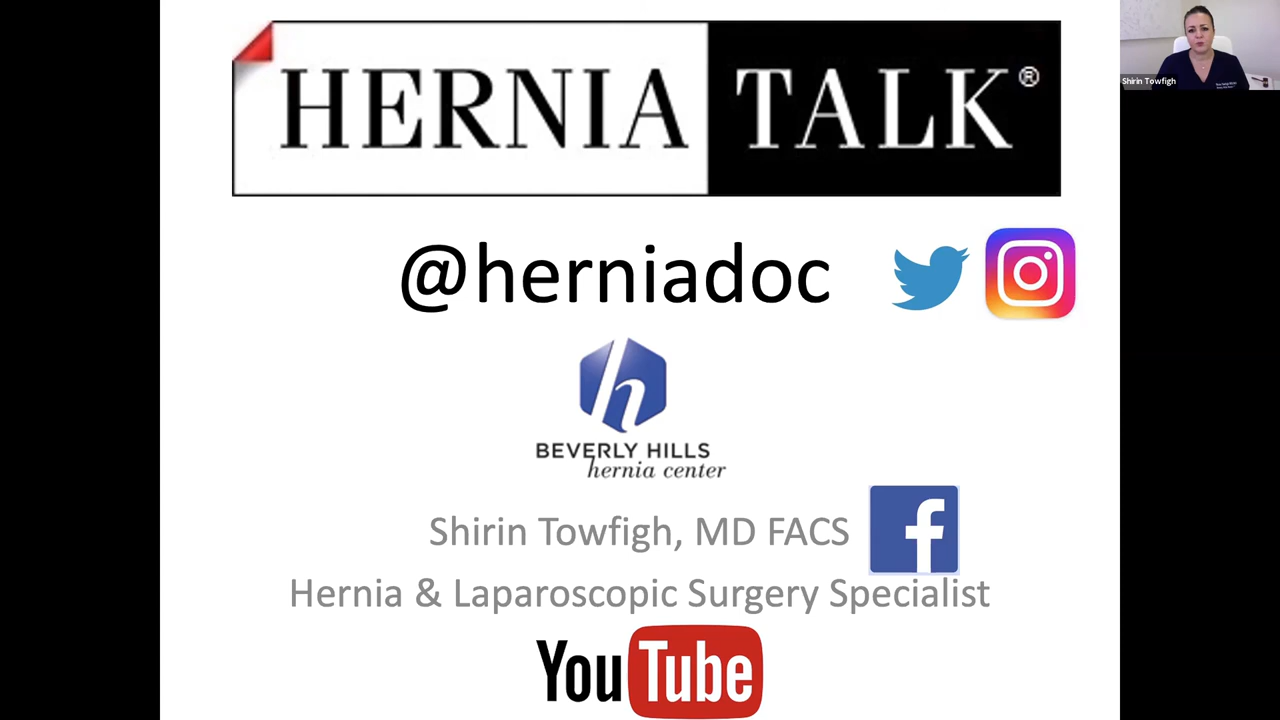 HERNIA TALK®
Shirin Towfigh
@herniadoc
h
BEVERLY HILLS
hernia center
Shirin Towfigh, MD FACS
f
Hernia & Laparoscopic Surgery Specialist
YouTube